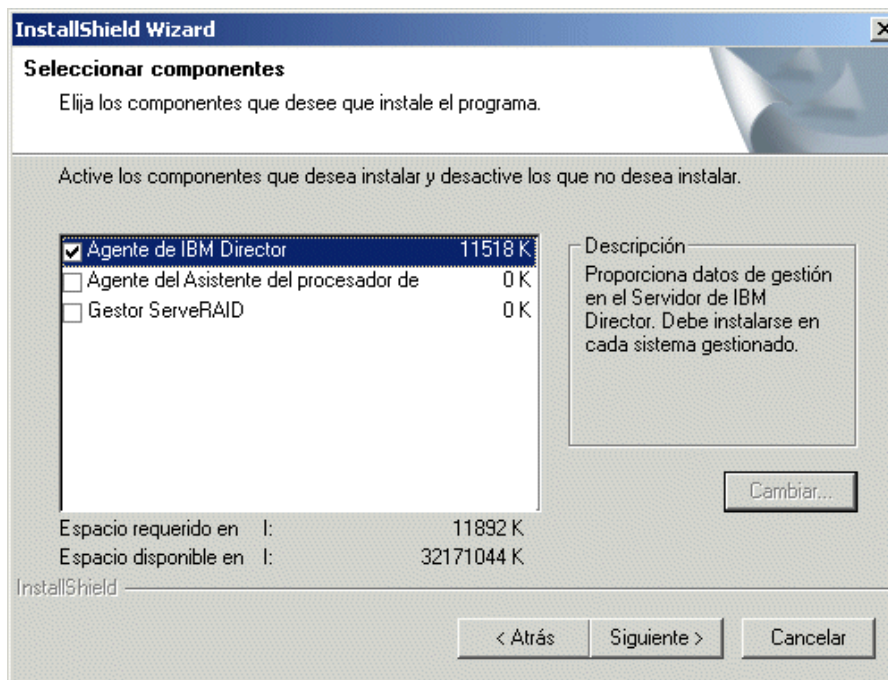 InstallShield Wizard
Seleccionar componentes
Elija los componentes que desee que instale el programa.
Active los componentes que desea instalar y desactive los que no desea instalar.
Agente de IBM Director 11518 K
Agente del Asistente del procesador de 0 K
Gestor ServeRAID 0 K
Descripción
Proporciona datos de gestión
en el Servidor de IBM
Director. Debe instalarse en
cada sistema gestionado.
Cambiar...
Espacio requerido en I: 11892 K
Espacio disponible en I: 32171044 K
InstallShield
< Atrás Siguiente > Cancelar